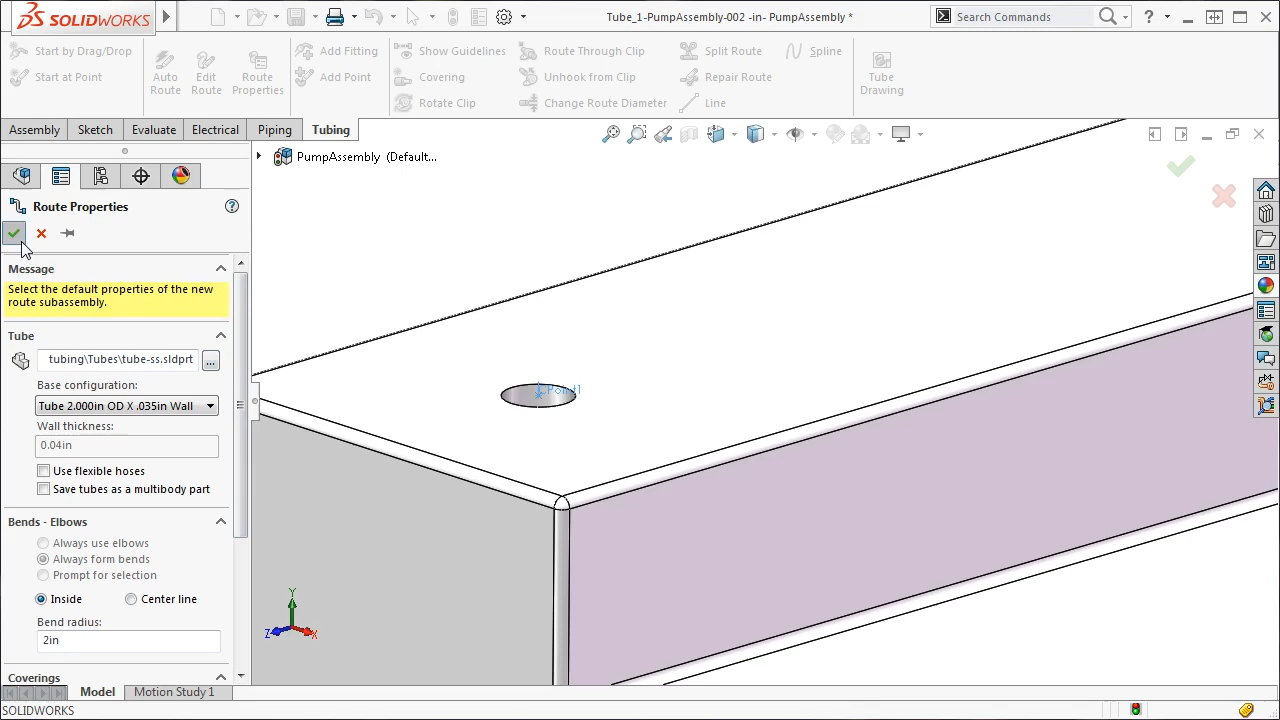 SOLIDWORKS
Tube_1-PumpAssembly-002 -in- PumpAssembly *
Search Commands
?
Start by Drag/Drop
Start at Point
Auto Route
Edit Route
Route Properties
Add Fitting
Add Point
Show Guidelines
Covering
Rotate Clip
Route Through Clip
Unhook from Clip
Change Route Diameter
Split Route
Repair Route
Line
Spline
Tube Drawing
Assembly
Sketch
Evaluate
Electrical
Piping
Tubing
PumpAssembly (Default...
Route Properties
?
Message
Select the default properties of the new
route subassembly.
Tube
tubing\Tubes\tube-ss.sldprt
...
Base configuration:
Tube 2.000in OD X .035in Wall
Wall thickness:
0.04in
Use flexible hoses
Save tubes as a multibody part
Bends - Elbows
Always use elbows
Always form bends
Prompt for selection
Inside
Center line
Bend radius:
2in
Coverings
Point1
Y
Z
X
Model
Motion Study 1
SOLIDWORKS